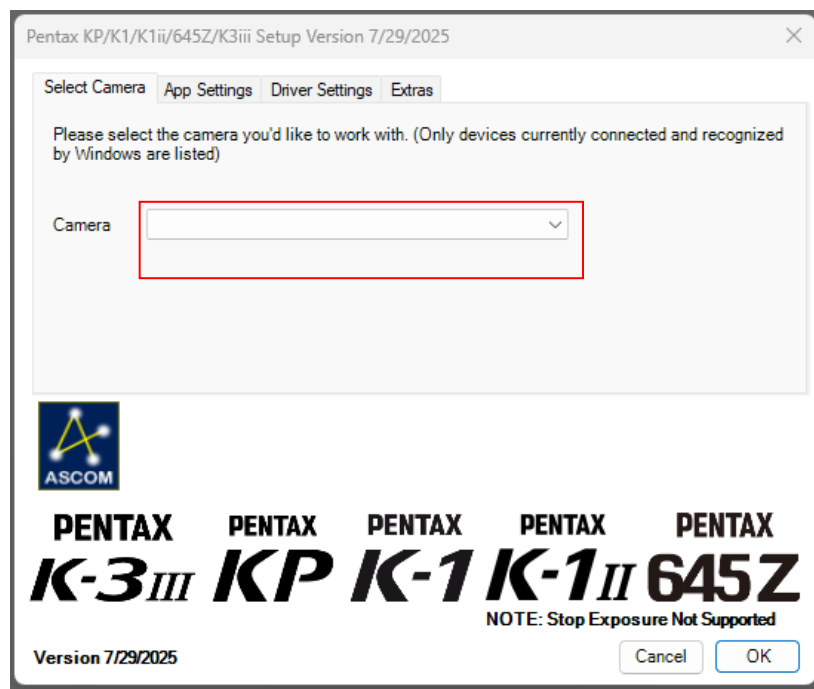 Pentax KP/K1/K1ii/645Z/K3iii Setup Version 7/29/2025
Select Camera App Settings Driver Settings Extras
Please select the camera you'd like to work with. (Only devices currently connected and recognized
by Windows are listed)
Camera
ASCOM
PENTAX PENTAX PENTAX PENTAX PENTAX
K-3III KP K-1 K-1II 645Z
NOTE: Stop Exposure Not Supported
Version 7/29/2025 Cancel OK